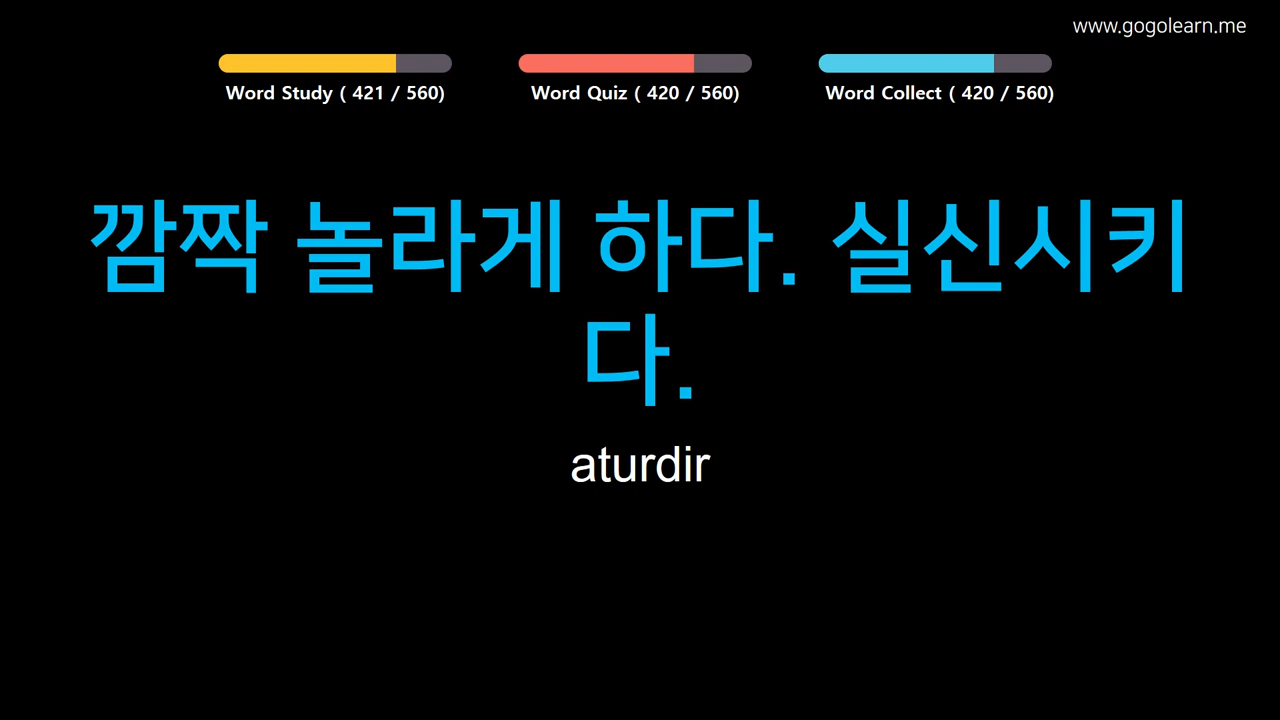 www.gogolearn.me
Word Study ( 421 / 560)
Word Quiz ( 420 / 560)
Word Collect ( 420 / 560)
깜짝 놀라게 하다. 실신시키
다.
aturdir